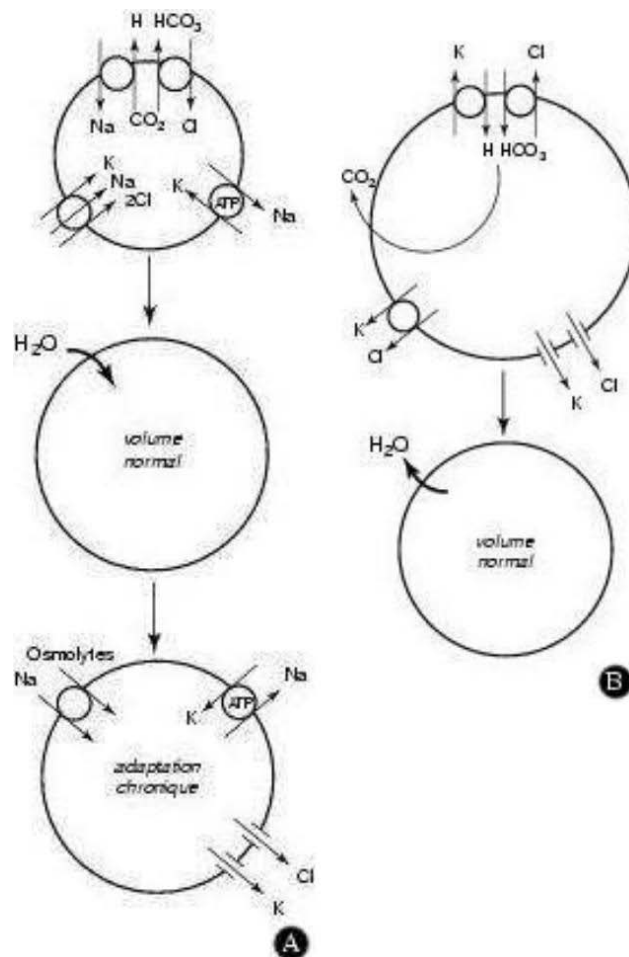 H HCO₃
Na CO₂ Cl
K
Na
2Cl
K
ATP
Na
H₂O
volume
normal
Osmolytes
Na
Na
K
ATP
adaptation
chronique
Cl
K
A
K Cl
H HCO₃
CO₂
K
Cl
Cl
K
H₂O
volume
normal
B